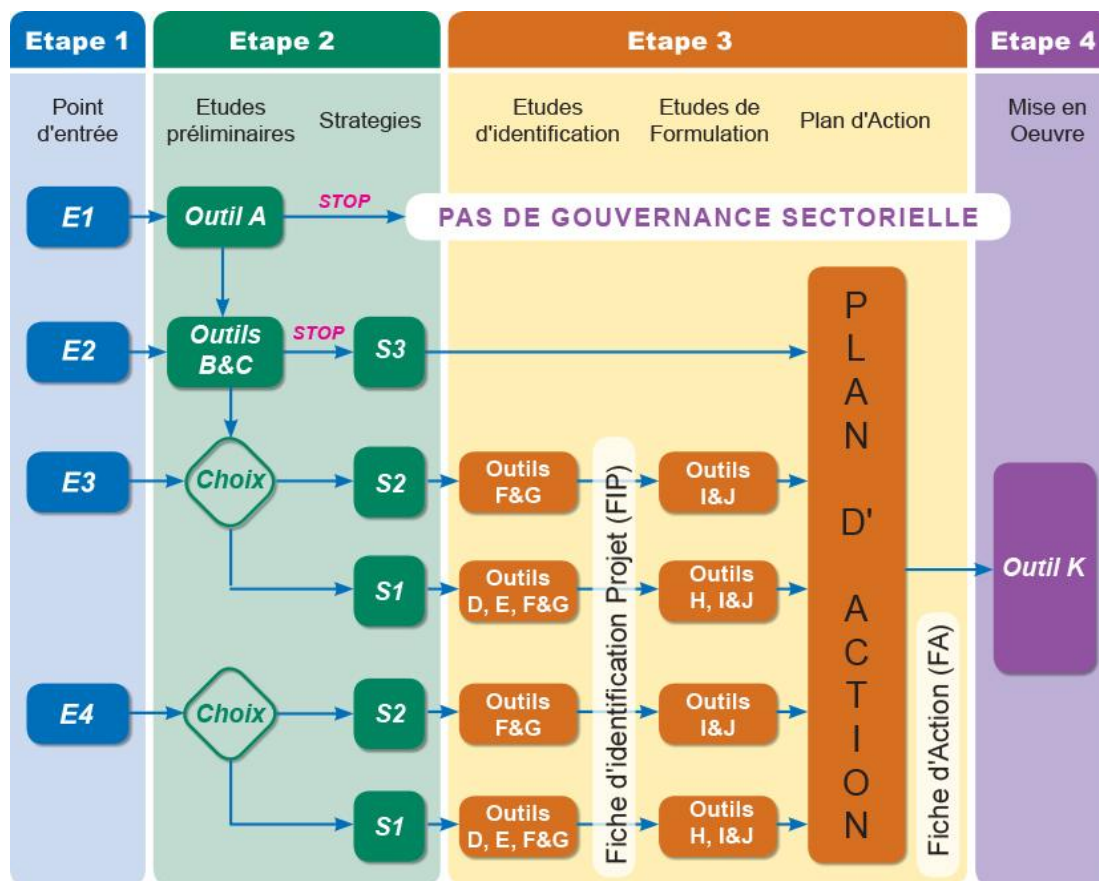 Etape 1
Etape 2
Etape 3
Etape 4
Point
d'entrée
Etudes
préliminaires
Strategies
Etudes
d'identification
Etudes de
Formulation
Plan d'Action
Mise en
Oeuvre
E1
Outil A
STOP
PAS DE GOUVERNANCE SECTORIELLE
E2
Outils
B&C
STOP
S3
E3
Choix
S2
Outils
F&G
Outils
I&J
S1
Outils
D, E, F&G
Outils
H, I&J
E4
Choix
S2
Outils
F&G
Outils
I&J
S1
Outils
D, E, F&G
Outils
H, I&J
Fiche d'identification Projet (FIP)
PLAN D' ACTION
Fiche d'Action (FA)
Outil K